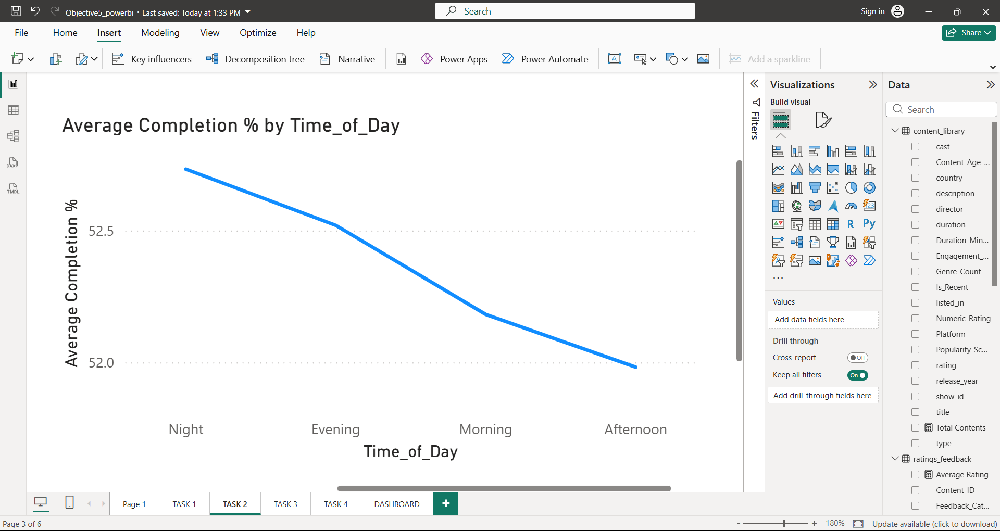 Objective5_powerbi • Last saved: Today at 1:33 PM
Search
Sign in
File Home Insert Modeling View Optimize Help
Share
Key influencers Decomposition tree Narrative Power Apps Power Automate Add a sparkline
DAX
TMDL
Average Completion % by Time_of_Day
Average Completion %
52.5
52.0
Night Evening Morning Afternoon
Time_of_Day
Filters
Visualizations
Build visual
123
R Py
...
Values
Add data fields here
Drill through
Cross-report Off
Keep all filters On
Add drill-through fields here
Data
Search
content_library
cast
Content_Age_...
country
description
director
duration
Duration_Min...
Engagement_...
Genre_Count
Is_Recent
listed_in
Numeric_Rating
Platform
Popularity_Sc...
rating
release_year
show_id
title
Total Contents
type
ratings_feedback
Average Rating
Content_ID
Feedback_Cat...
Page 1 TASK 1 TASK 2 TASK 3 TASK 4 DASHBOARD +
Page 3 of 6
- + 180% Update available (click to download)